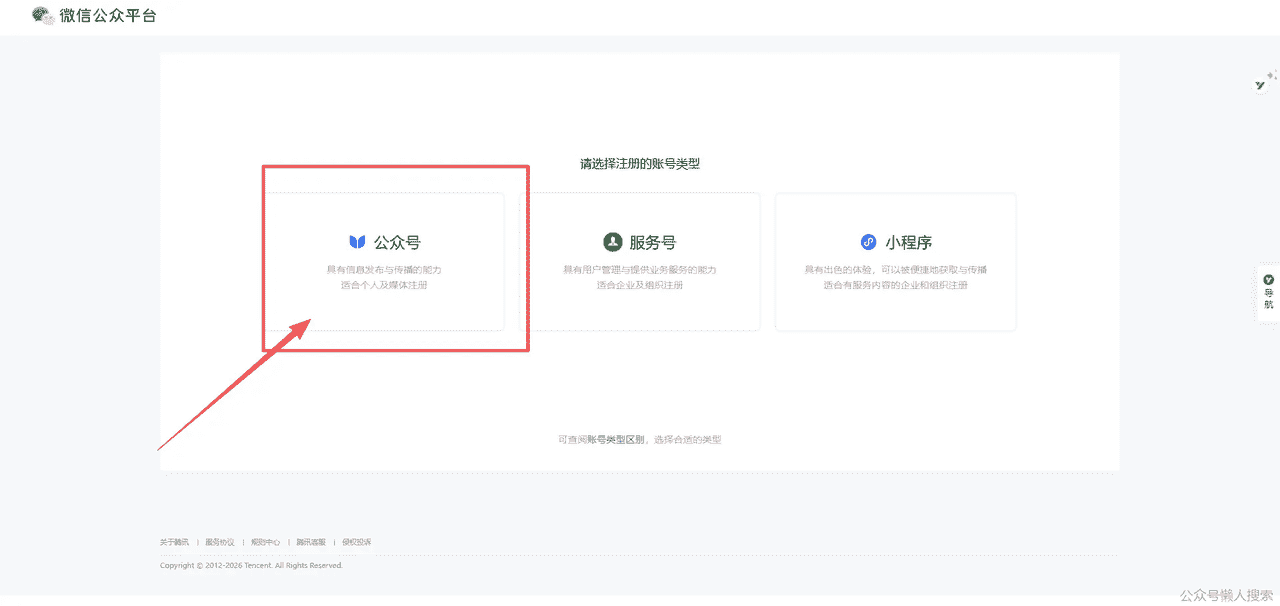 微信公众平台
请选择注册的账号类型
公众号
具有信息发布与传播的能力
适合个人及媒体注册
服务号
具有用户管理与提供业务服务的能力
适合企业及组织注册
小程序
具有出色的体验，可以被便捷地获取与传播
适合有服务内容的企业和组织注册
导航
可查阅账号类型区别，选择合适的类型
关于腾讯 | 服务协议 | 规则中心 | 腾讯客服 | 侵权投诉
Copyright © 2012-2026 Tencent. All Rights Reserved.
公众号懒人搜索